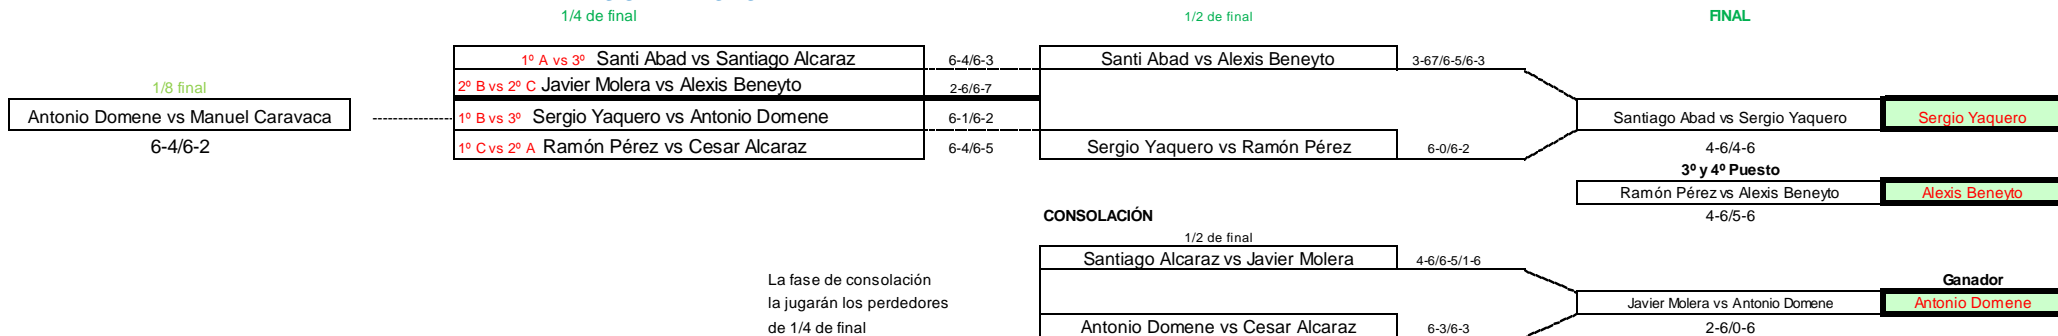 1/4 de final
1/2 de final
FINAL
1º A vs 3º Santi Abad vs Santiago Alcaraz 6-4/6-3 Santi Abad vs Alexis Beneyto 3-67/6-5/6-3
1/8 final
2º B vs 2º C Javier Molera vs Alexis Beneyto 2-6/6-7
Antonio Domene vs Manuel Caravaca 1º B vs 3º Sergio Yaquero vs Antonio Domene 6-1/6-2 Santiago Abad vs Sergio Yaquero Sergio Yaquero
6-4/6-2 1º C vs 2º A Ramón Pérez vs Cesar Alcaraz 6-4/6-5 Sergio Yaquero vs Ramón Pérez 6-0/6-2 4-6/4-6
3º y 4º Puesto
Ramón Pérez vs Alexis Beneyto Alexis Beneyto
CONSOLACIÓN 4-6/5-6
1/2 de final
Santiago Alcaraz vs Javier Molera 4-6/6-5/1-6
La fase de consolación Ganador
la jugarán los perdedores Javier Molera vs Antonio Domene Antonio Domene
de 1/4 de final Antonio Domene vs Cesar Alcaraz 6-3/6-3 2-6/0-6